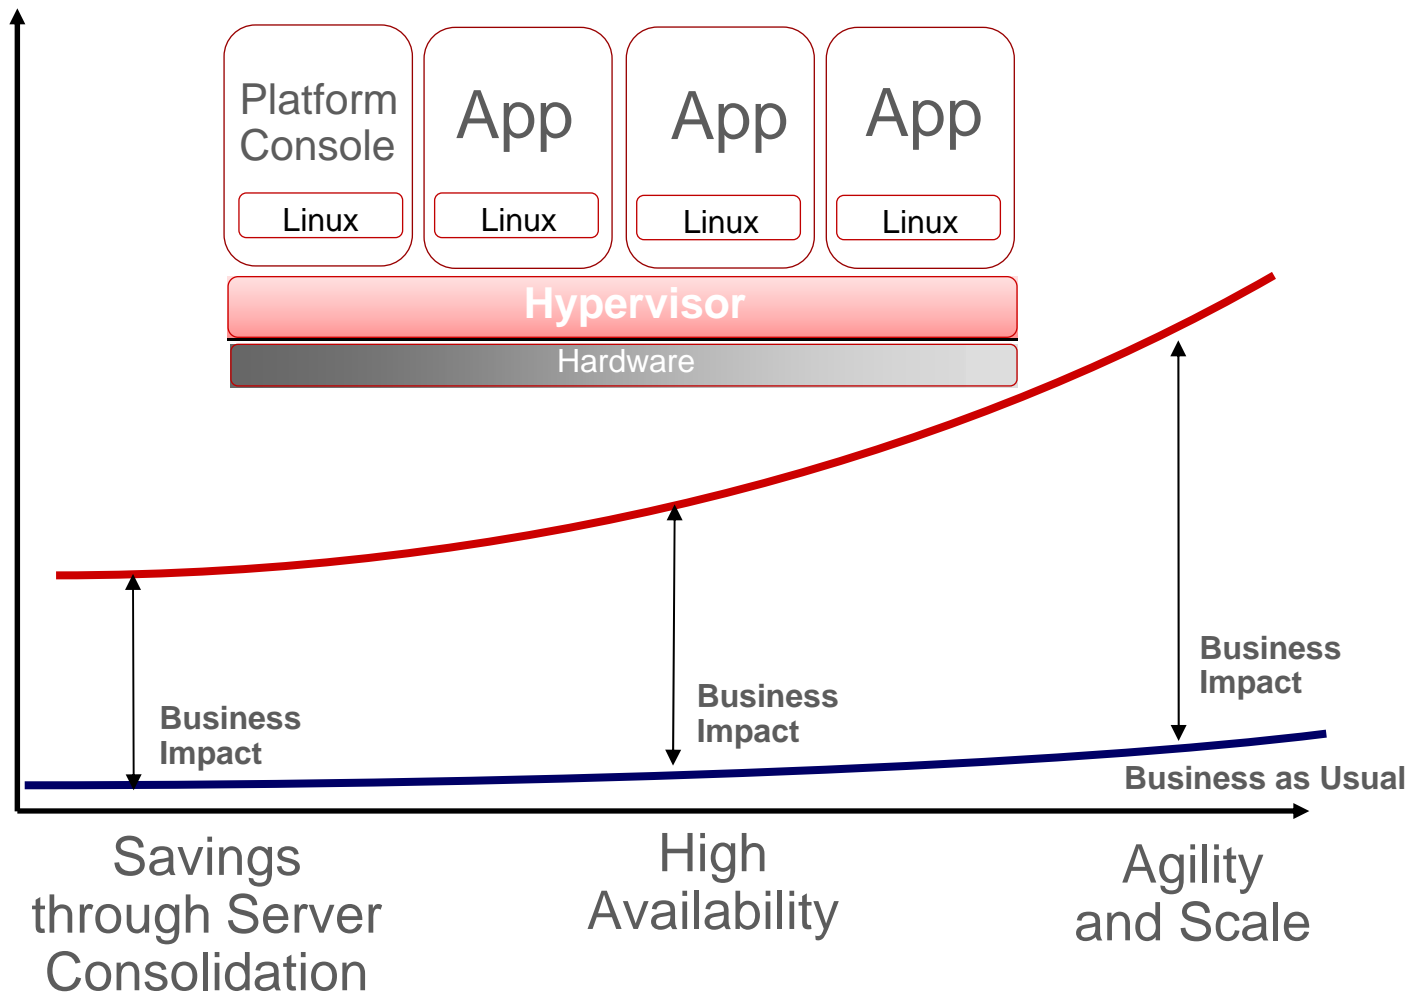 Platform
Console
App
App
App
Linux
Linux
Linux
Linux
Hypervisor
Hardware
Business
Impact
Business
Impact
Business
Impact
Business as Usual
Savings
through Server
Consolidation
High
Availability
Agility
and Scale